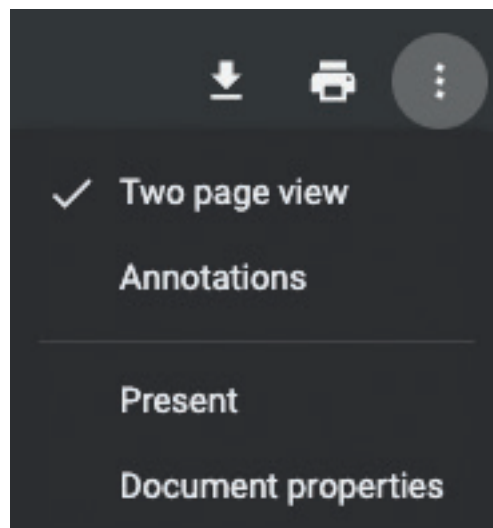 Two page view
Annotations
Present
Document properties